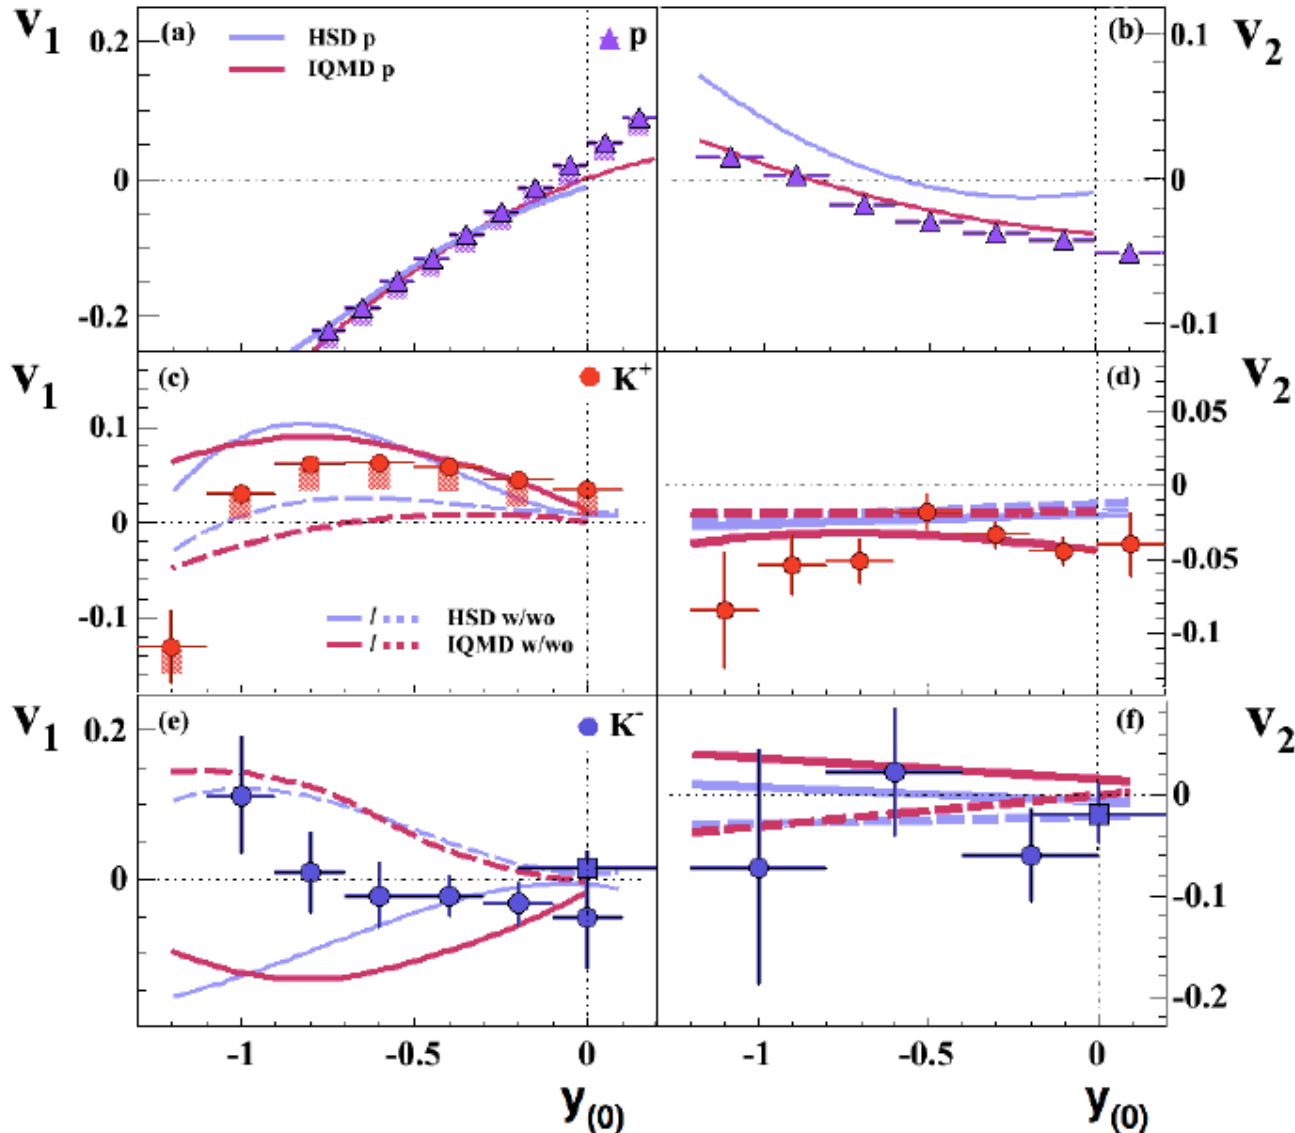 v1 (a) HSD p p (b) v2
IQMD p
0.2 0.1
0 0
-0.2 -0.1
v1 (c) K+ (d) v2
0.1 0.05
0 0
-0.05
-0.1 / HSD w/wo -0.1
/ IQMD w/wo
v1 (e) K- (f) v2
0.2 0
0 -0.1
-0.2
-1 -0.5 0 -1 -0.5 0
y(0) y(0)